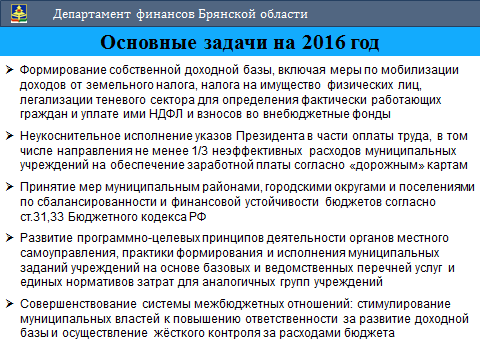 Департамент финансов Брянской области
Основные задачи на 2016 год
➢ Формирование собственной доходной базы, включая меры по мобилизации
доходов от земельного налога, налога на имущество физических лиц,
легализации теневого сектора для определения фактически работающих
граждан и уплате ими НДФЛ и взносов во внебюджетные фонды
➢ Неукоснительное исполнение указов Президента в части оплаты труда, в том
числе направления не менее 1/3 неэффективных расходов муниципальных
учреждений на обеспечение заработной платы согласно «дорожным» картам
➢ Принятие мер муниципальным районами, городскими округами и поселениями
по сбалансированности и финансовой устойчивости бюджетов согласно
ст.31,33 Бюджетного кодекса РФ
➢ Развитие программно-целевых принципов деятельности органов местного
самоуправления, практики формирования и исполнения муниципальных
заданий учреждений на основе базовых и ведомственных перечней услуг и
единых нормативов затрат для аналогичных групп учреждений
➢ Совершенствование системы межбюджетных отношений: стимулирование
муниципальных властей к повышению ответственности за развитие доходной
базы и осуществление жёсткого контроля за расходами бюджета